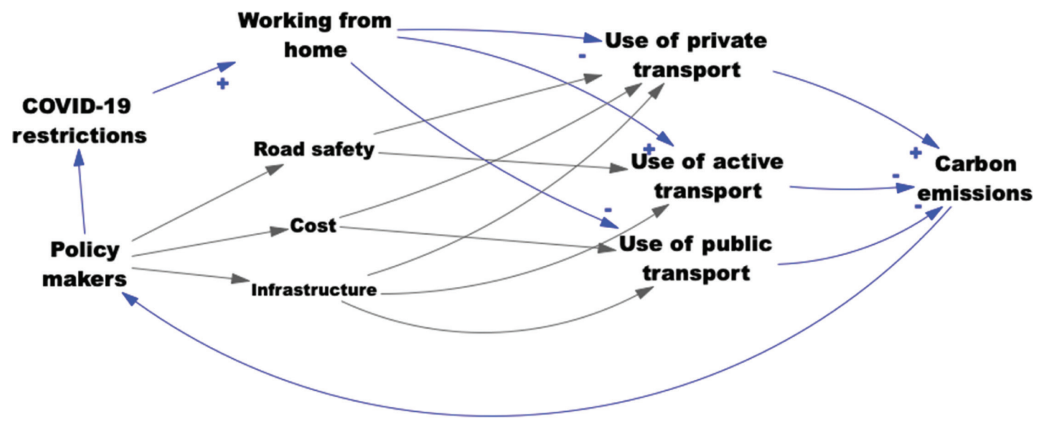 Working from
home
Use of private
transport
-
+
COVID-19
restrictions
Road safety
+
Use of active
transport
+
-
-
Carbon
emissions
-
Cost
Use of public
transport
Policy
makers
Infrastructure